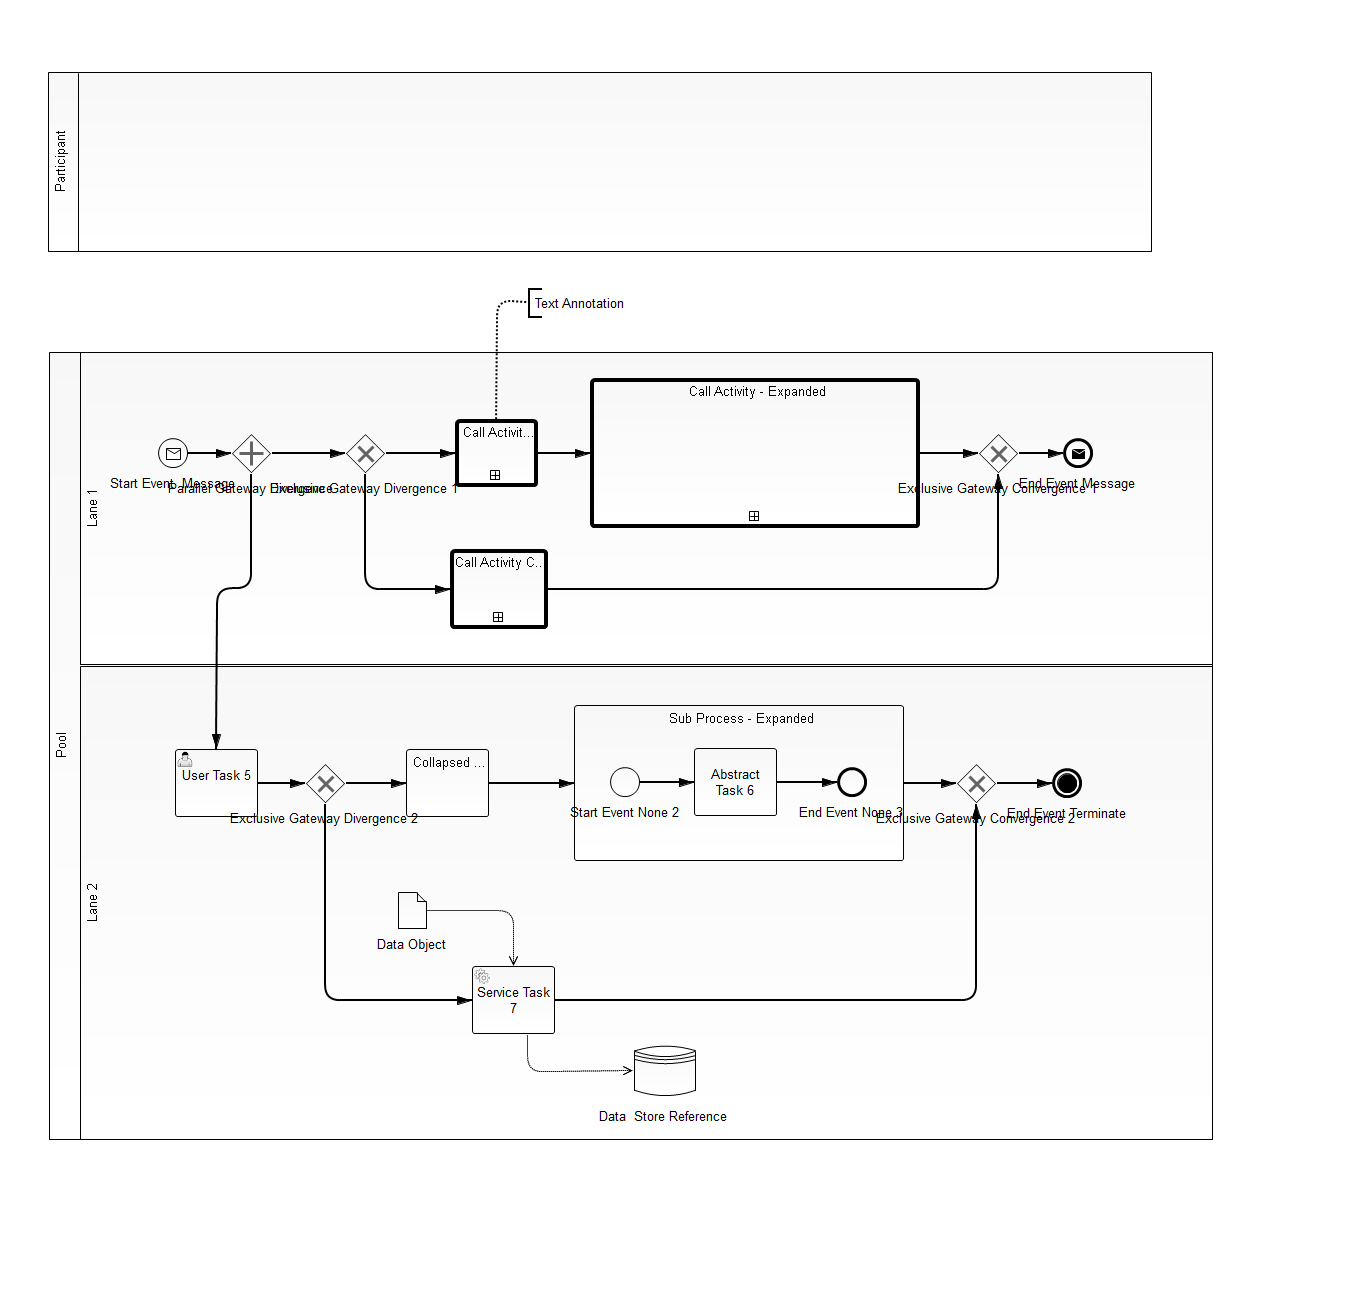 Participant
Text Annotation
Pool
Lane 1
Call Activity - Expanded
Call Activit...
Start Event Message
Parallel Gateway Divergence
Exclusive Gateway Divergence 1
Exclusive Gateway Convergence 1
End Event Message
Call Activity C...
Lane 2
Sub Process - Expanded
User Task 5
Collapsed ...
Abstract
Task 6
Start Event None 2
End Event None 3
Exclusive Gateway Divergence 2
Exclusive Gateway Convergence 2
End Event Terminate
Data Object
Service Task
7
Data Store Reference